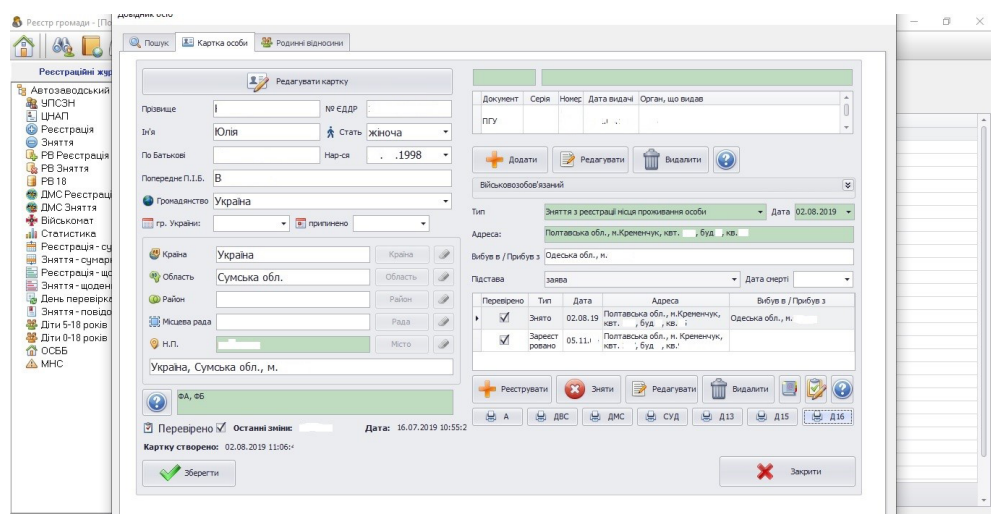 Реєстр громади - [По
Довідник осіб
Реєстраційні жур
Автозаводський
УПСЗН
ЦНАП
Реєстрація
Зняття
РВ Реєстрація
РВ Зняття
РВ 18
ДМС Реєстраці
ДМС Зняття
Військомат
Статистика
Реєстрація - су
Зняття - сумарн
Реєстрація - що
Зняття - щоденн
День перевірка
Зняття - повідо
Діти 5-18 років
Діти 0-18 років
ОСББ
МНС
Пошук Картка особи Родинні відносини
Редагувати картку
Прізвище № ЄДДР
Ім'я Юлія Стать жіноча
По Батькові Нар-ся . .1998
Попереднє П.І.Б. В
Громадянство Україна
гр. України: припинено
Країна Україна Країна
Область Сумська обл. Область
Район Район
Місцева рада Рада
Н.П. Місто
Україна, Сумська обл., м.
ФА, ФБ
Перевірено Останні зміни: Дата: 16.07.2019 10:55:2
Картку створено: 02.08.2019 11:06:4
Зберегти
Документ Серія Номер Дата видачі Орган, що видав
ПГУ
Додати Редагувати Видалити
Військовозобов'язаний
Тип Зняття з реєстрації місця проживання особи Дата 02.08.2019
Адреса: Полтавська обл., м.Кременчук, квт. , буд , кв.
Вибув в / Прибув з Одеська обл., м.
Підстава заява Дата смерті
Перевірено Тип Дата Адреса Вибув в / Прибув з
Знято 02.08.19 Полтавська обл., м.Кременчук, квт. , буд , кв. Одеська обл., м.
Зареєст ровано 05.11. Полтавська обл., м. Кременчук, квт. , буд , кв.
Реєструвати Зняти Редагувати Видалити
А ДВС ДМС СУД Д13 Д15 Д16
Закрити